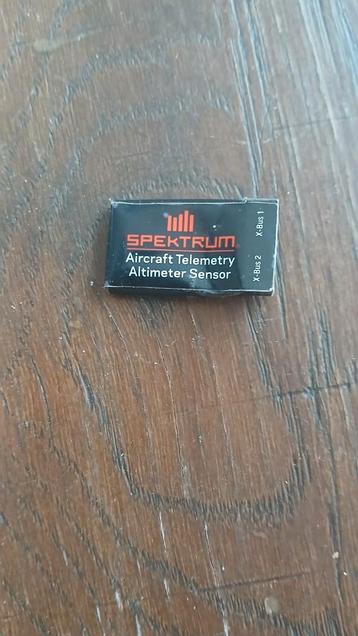 SPEKTRUM
Aircraft Telemetry
Altimeter Sensor
X-Bus 1
X-Bus 2